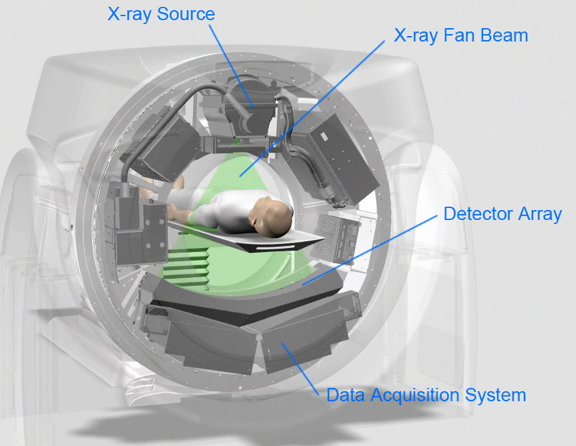 X-ray Source
X-ray Fan Beam
Detector Array
Data Acquisition System